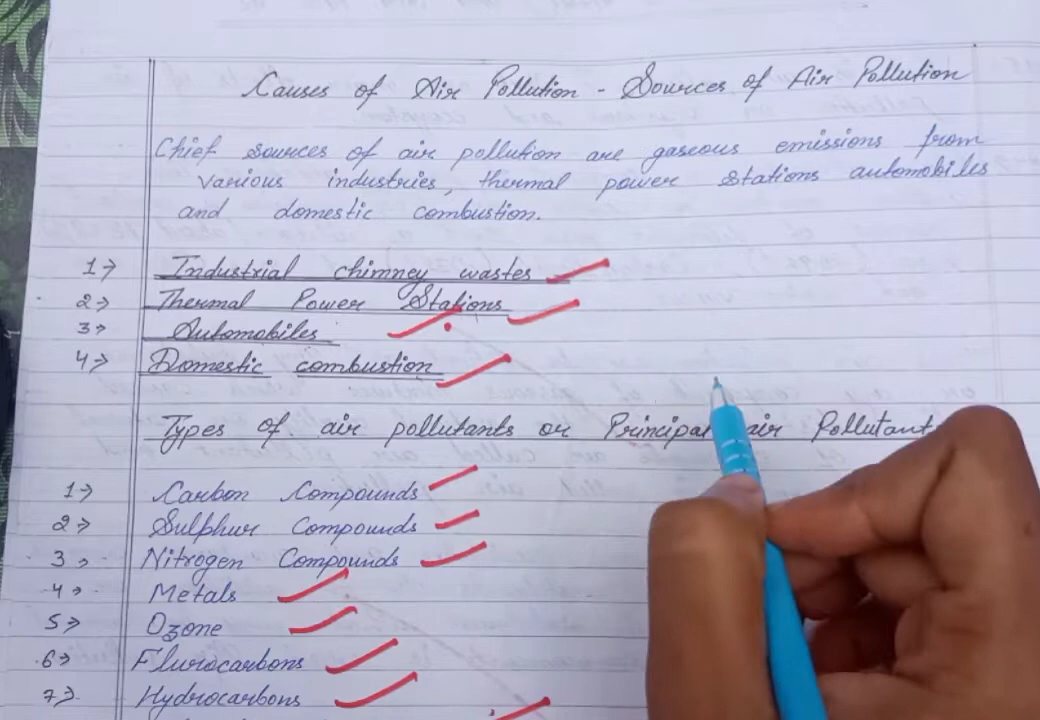 Causes of Air Pollution - Sources of Air Pollution
Chief sources of air pollution are gaseous emissions from
various industries, thermal power stations automobiles
and domestic combustion.
1→ Industrial chimney wastes
2→ Thermal Power Stations
3→ Automobiles
4→ Domestic combustion
Types of air pollutants or Principal air Pollutant
1→ Carbon Compounds
2→ Sulphur Compounds
3→ Nitrogen Compounds
4→ Metals
5→ Ozone
6→ Flurocarbons
7→ Hydrocarbons